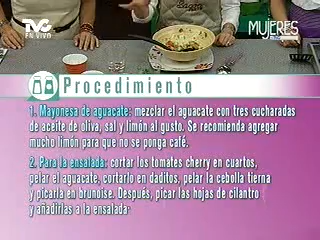 TVC
EN VIVO
MUJERES
Procedimiento
1. Mayonesa de aguacate: mezclar el aguacate con tres cucharadas
de aceite de oliva, sal y limón al gusto. Se recomienda agregar
mucho limón para que no se ponga café.
2. Para la ensalada: cortar los tomates cherry en cuartos,
pelar el aguacate, cortarlo en daditos, pelar la cebolla tierna
y picarla en brunoise. Después, picar las hojas de cilantro
y añadirlas a la ensalada.